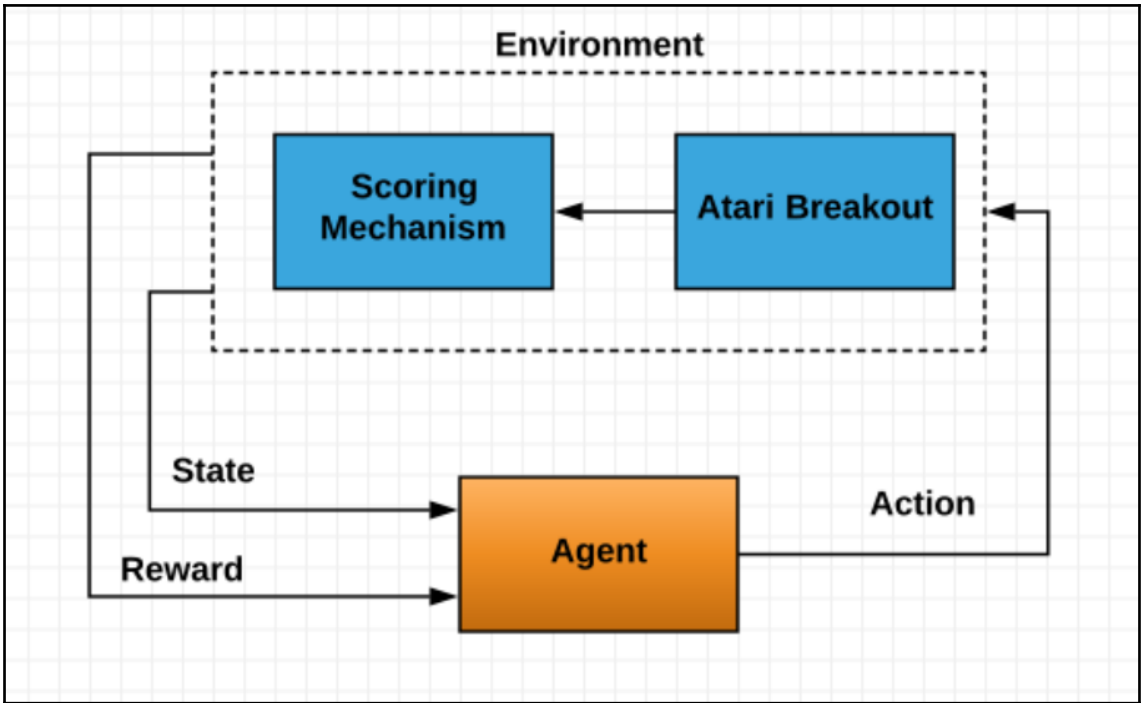 Environment
Scoring
Mechanism
Atari Breakout
State
Action
Agent
Reward